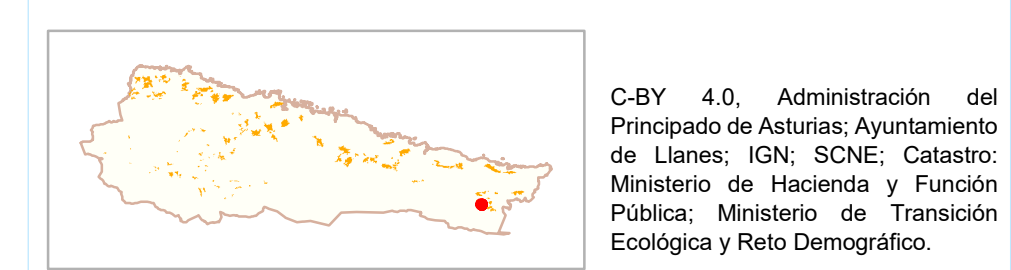 C-BY 4.0, Administración del
Principado de Asturias; Ayuntamiento
de Llanes; IGN; SCNE; Catastro:
Ministerio de Hacienda y Función
Pública; Ministerio de Transición
Ecológica y Reto Demográfico.